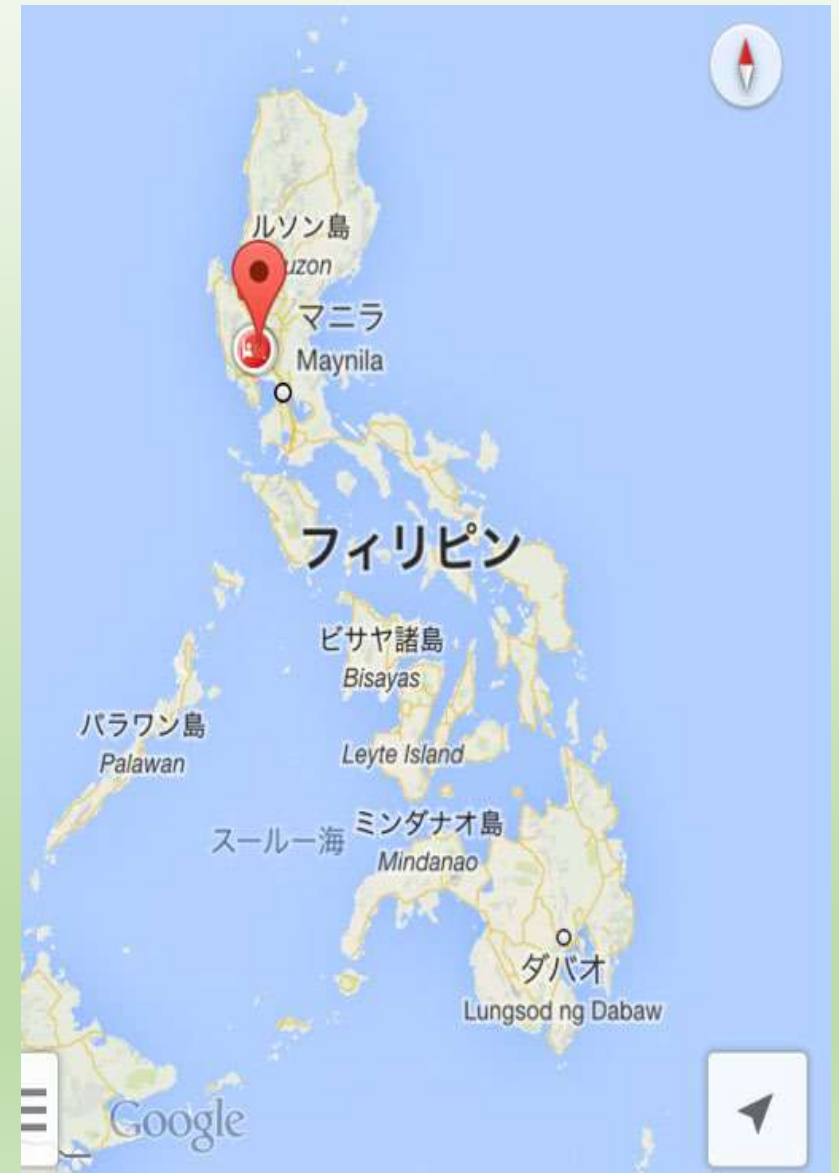 ルソン島
uzon
マニラ
Maynila
フィリピン
ビサヤ諸島
Bisayas
パラワン島
Palawan
Leyte Island
スールー海
ミンダナオ島
Mindanao
ダバオ
Lungsod ng Dabaw
Google